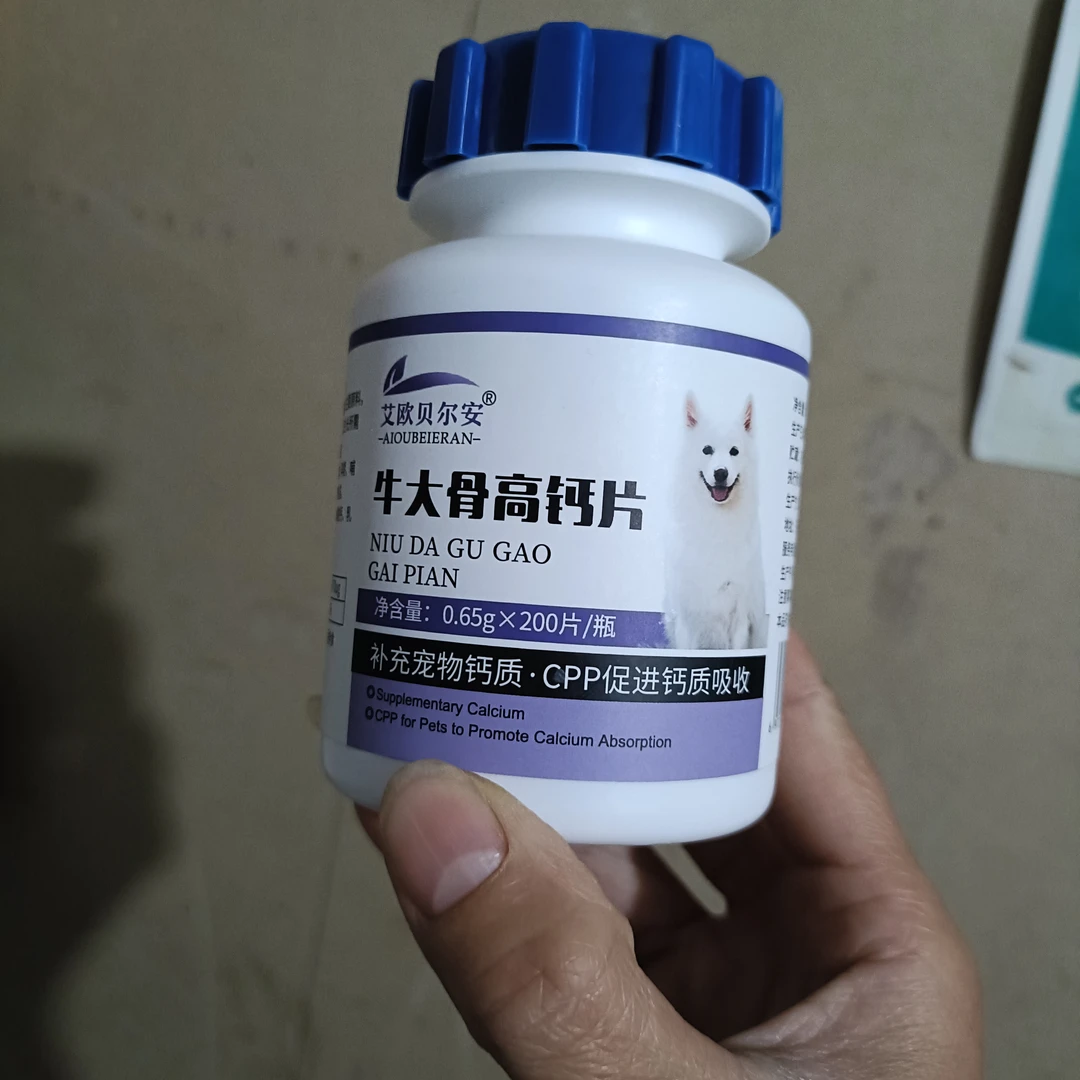 艾欧贝尔安®
-AIOUBEIERAN-
牛大骨高钙片
NIU DA GU GAO
GAI PIAN
净含量：0.65g×200片/瓶
补充宠物钙质·CPP促进钙质吸收
Supplementary Calcium
CPP for Pets to Promote Calcium Absorption